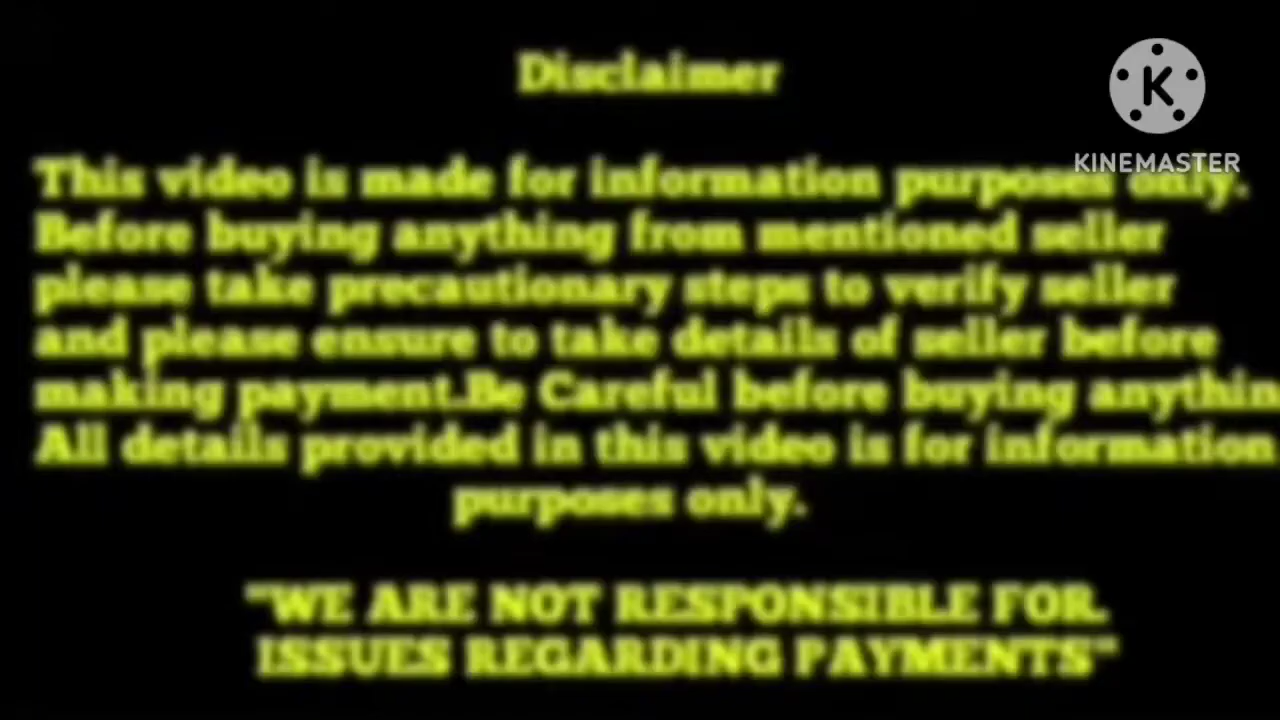 Disclaimer
K
KINEMASTER
This video is made for information purposes only.
Before buying anything from mentioned seller
please take precautionary steps to verify seller
and please ensure to take details of seller before
making payment.Be Careful before buying anythin
All details provided in this video is for information
purposes only.
"WE ARE NOT RESPONSIBLE FOR.
ISSUES REGARDING PAYMENTS"